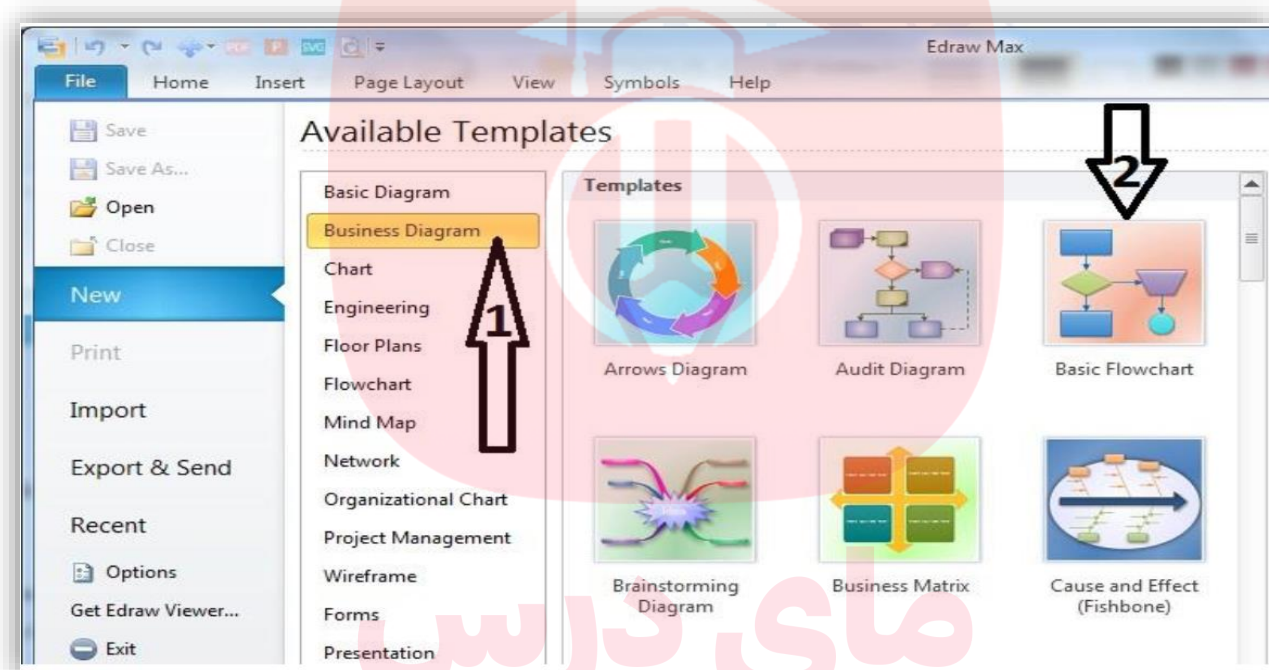 PDF P SVG
Edraw Max
File Home Insert Page Layout View Symbols Help
Save
Save As...
Open
Close
New
Print
Import
Export & Send
Recent
Options
Get Edraw Viewer...
Exit
Available Templates
Basic Diagram
Business Diagram
Chart
Engineering
Floor Plans
Flowchart
Mind Map
Network
Organizational Chart
Project Management
Wireframe
Forms
Presentation
1
2
Templates
Arrows Diagram
Audit Diagram
Basic Flowchart
Brainstorming
Diagram
Business Matrix
Cause and Effect
(Fishbone)
مای درس